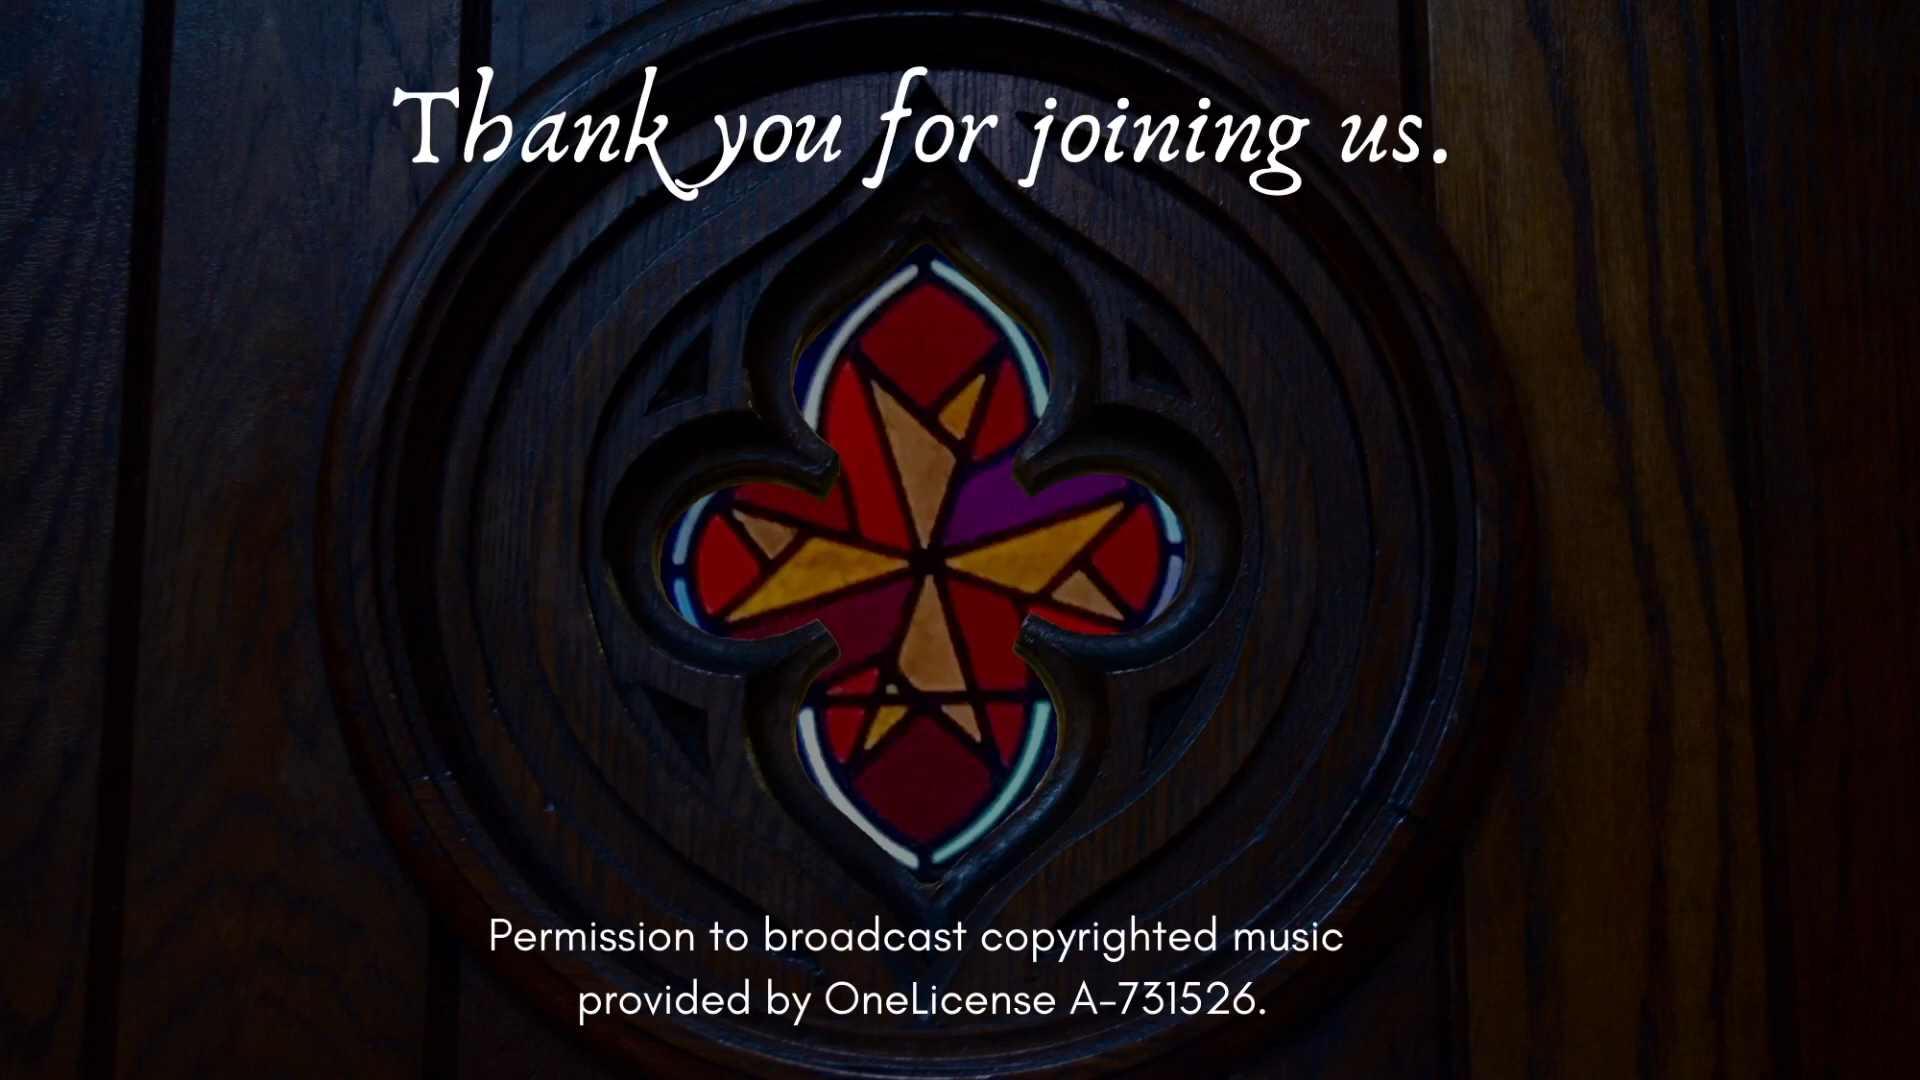 Thank you for joining us.
Permission to broadcast copyrighted music
provided by OneLicense A-731526.